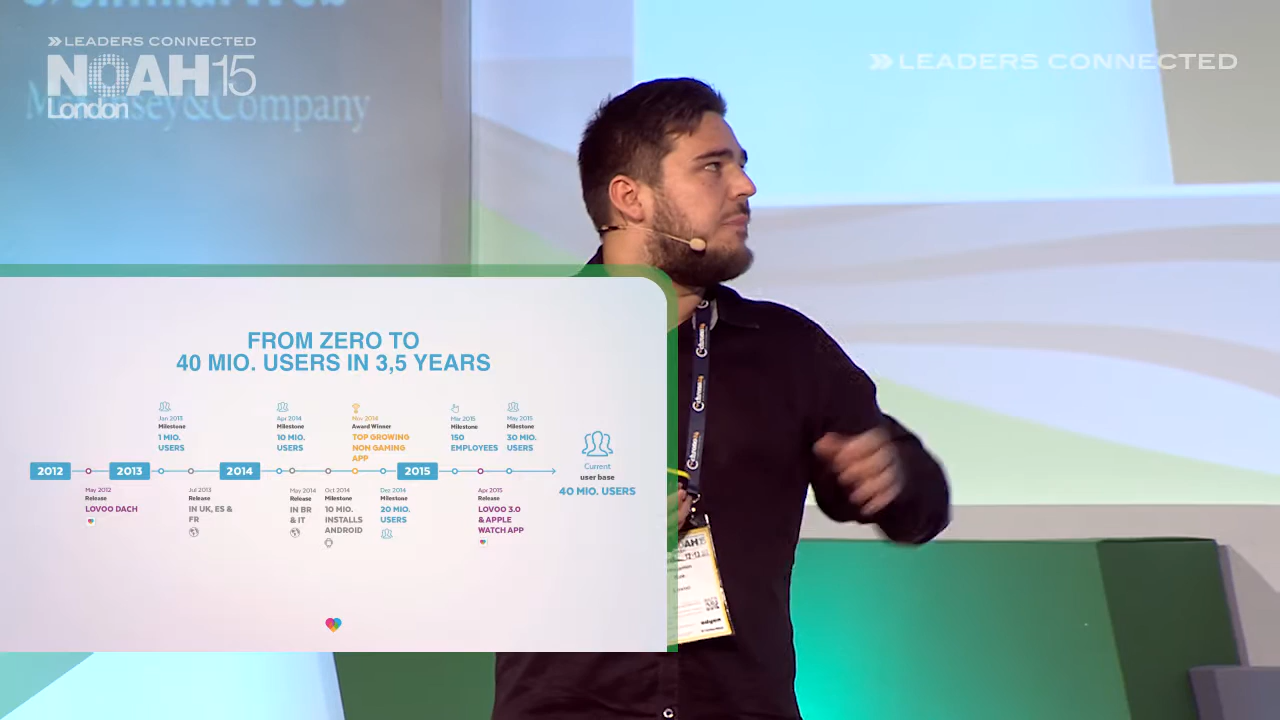 LEADERS CONNECTED
NOAH15
London
McKinsey&Company
LEADERS CONNECTED
FROM ZERO TO
40 MIO. USERS IN 3,5 YEARS
Jan 2013
Milestone
1 MIO.
USERS
Apr 2014
Milestone
10 MIO.
USERS
Nov 2014
Award Winner
TOP GROWING
NON GAMING
APP
Mar 2015
Milestone
150
EMPLOYEES
May 2015
Milestone
30 MIO.
USERS
Current
user base
40 MIO. USERS
2012
2013
2014
2015
May 2012
Release
LOVOO DACH
Jul 2013
Release
IN UK, ES &
FR
May 2014
Release
IN BR
& IT
Oct 2014
Milestone
10 MIO.
INSTALLS
ANDROID
Dez 2014
Milestone
20 MIO.
USERS
Apr 2015
Release
LOVOO 3.0
& APPLE
WATCH APP